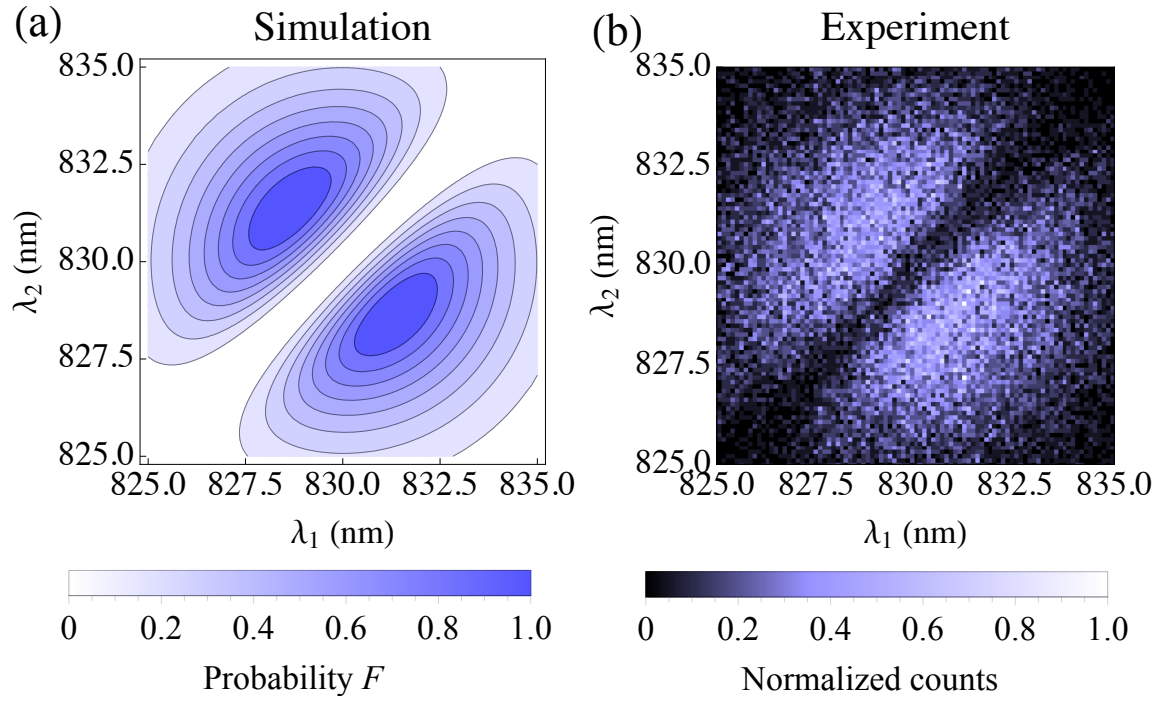 (a) Simulation
835.0
832.5
830.0
827.5
825.0
λ2 (nm)
825.0 827.5 830.0 832.5 835.0
λ1 (nm)
0 0.2 0.4 0.6 0.8 1.0
Probability F
(b) Experiment
835.0
832.5
830.0
827.5
825.0
λ2 (nm)
825.0 827.5 830.0 832.5 835.0
λ1 (nm)
0 0.2 0.4 0.6 0.8 1.0
Normalized counts